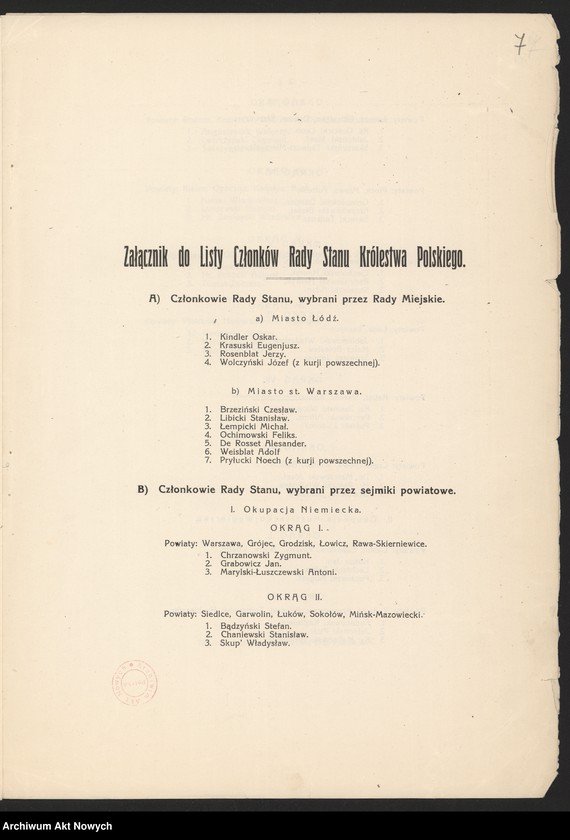 7
Załącznik do Listy Członków Rady Stanu Królestwa Polskiego.
A) Członkowie Rady Stanu, wybrani przez Rady Miejskie.
a) Miasto Łódź.
1. Kindler Oskar.
2. Krasuski Eugenjusz.
3. Rosenblat Jerzy.
4. Wolczyński Józef (z kurji powszechnej).
b) Miasto st. Warszawa.
1. Brzeziński Czesław.
2. Libicki Stanisław.
3. Łempicki Michał.
4. Ochimowski Feliks.
5. De Rosset Alesander.
6. Weisblat Adolf
7. Pryłucki Noech (z kurji powszechnej).
B) Członkowie Rady Stanu, wybrani przez sejmiki powiatowe.
I. Okupacja Niemiecka.
OKRĄG I.
Powiaty: Warszawa, Grójec, Grodzisk, Łowicz, Rawa-Skierniewice.
1. Chrzanowski Zygmunt.
2. Grabowicz Jan.
3. Marylski-Łuszczewski Antoni.
OKRĄG II.
Powiaty: Siedlce, Garwolin, Łuków, Sokołów, Mińsk-Mazowiecki.
1. Bądzyński Stefan.
2. Chaniewski Stanisław.
3. Skup' Władysław.
Archiwum Akt Nowych